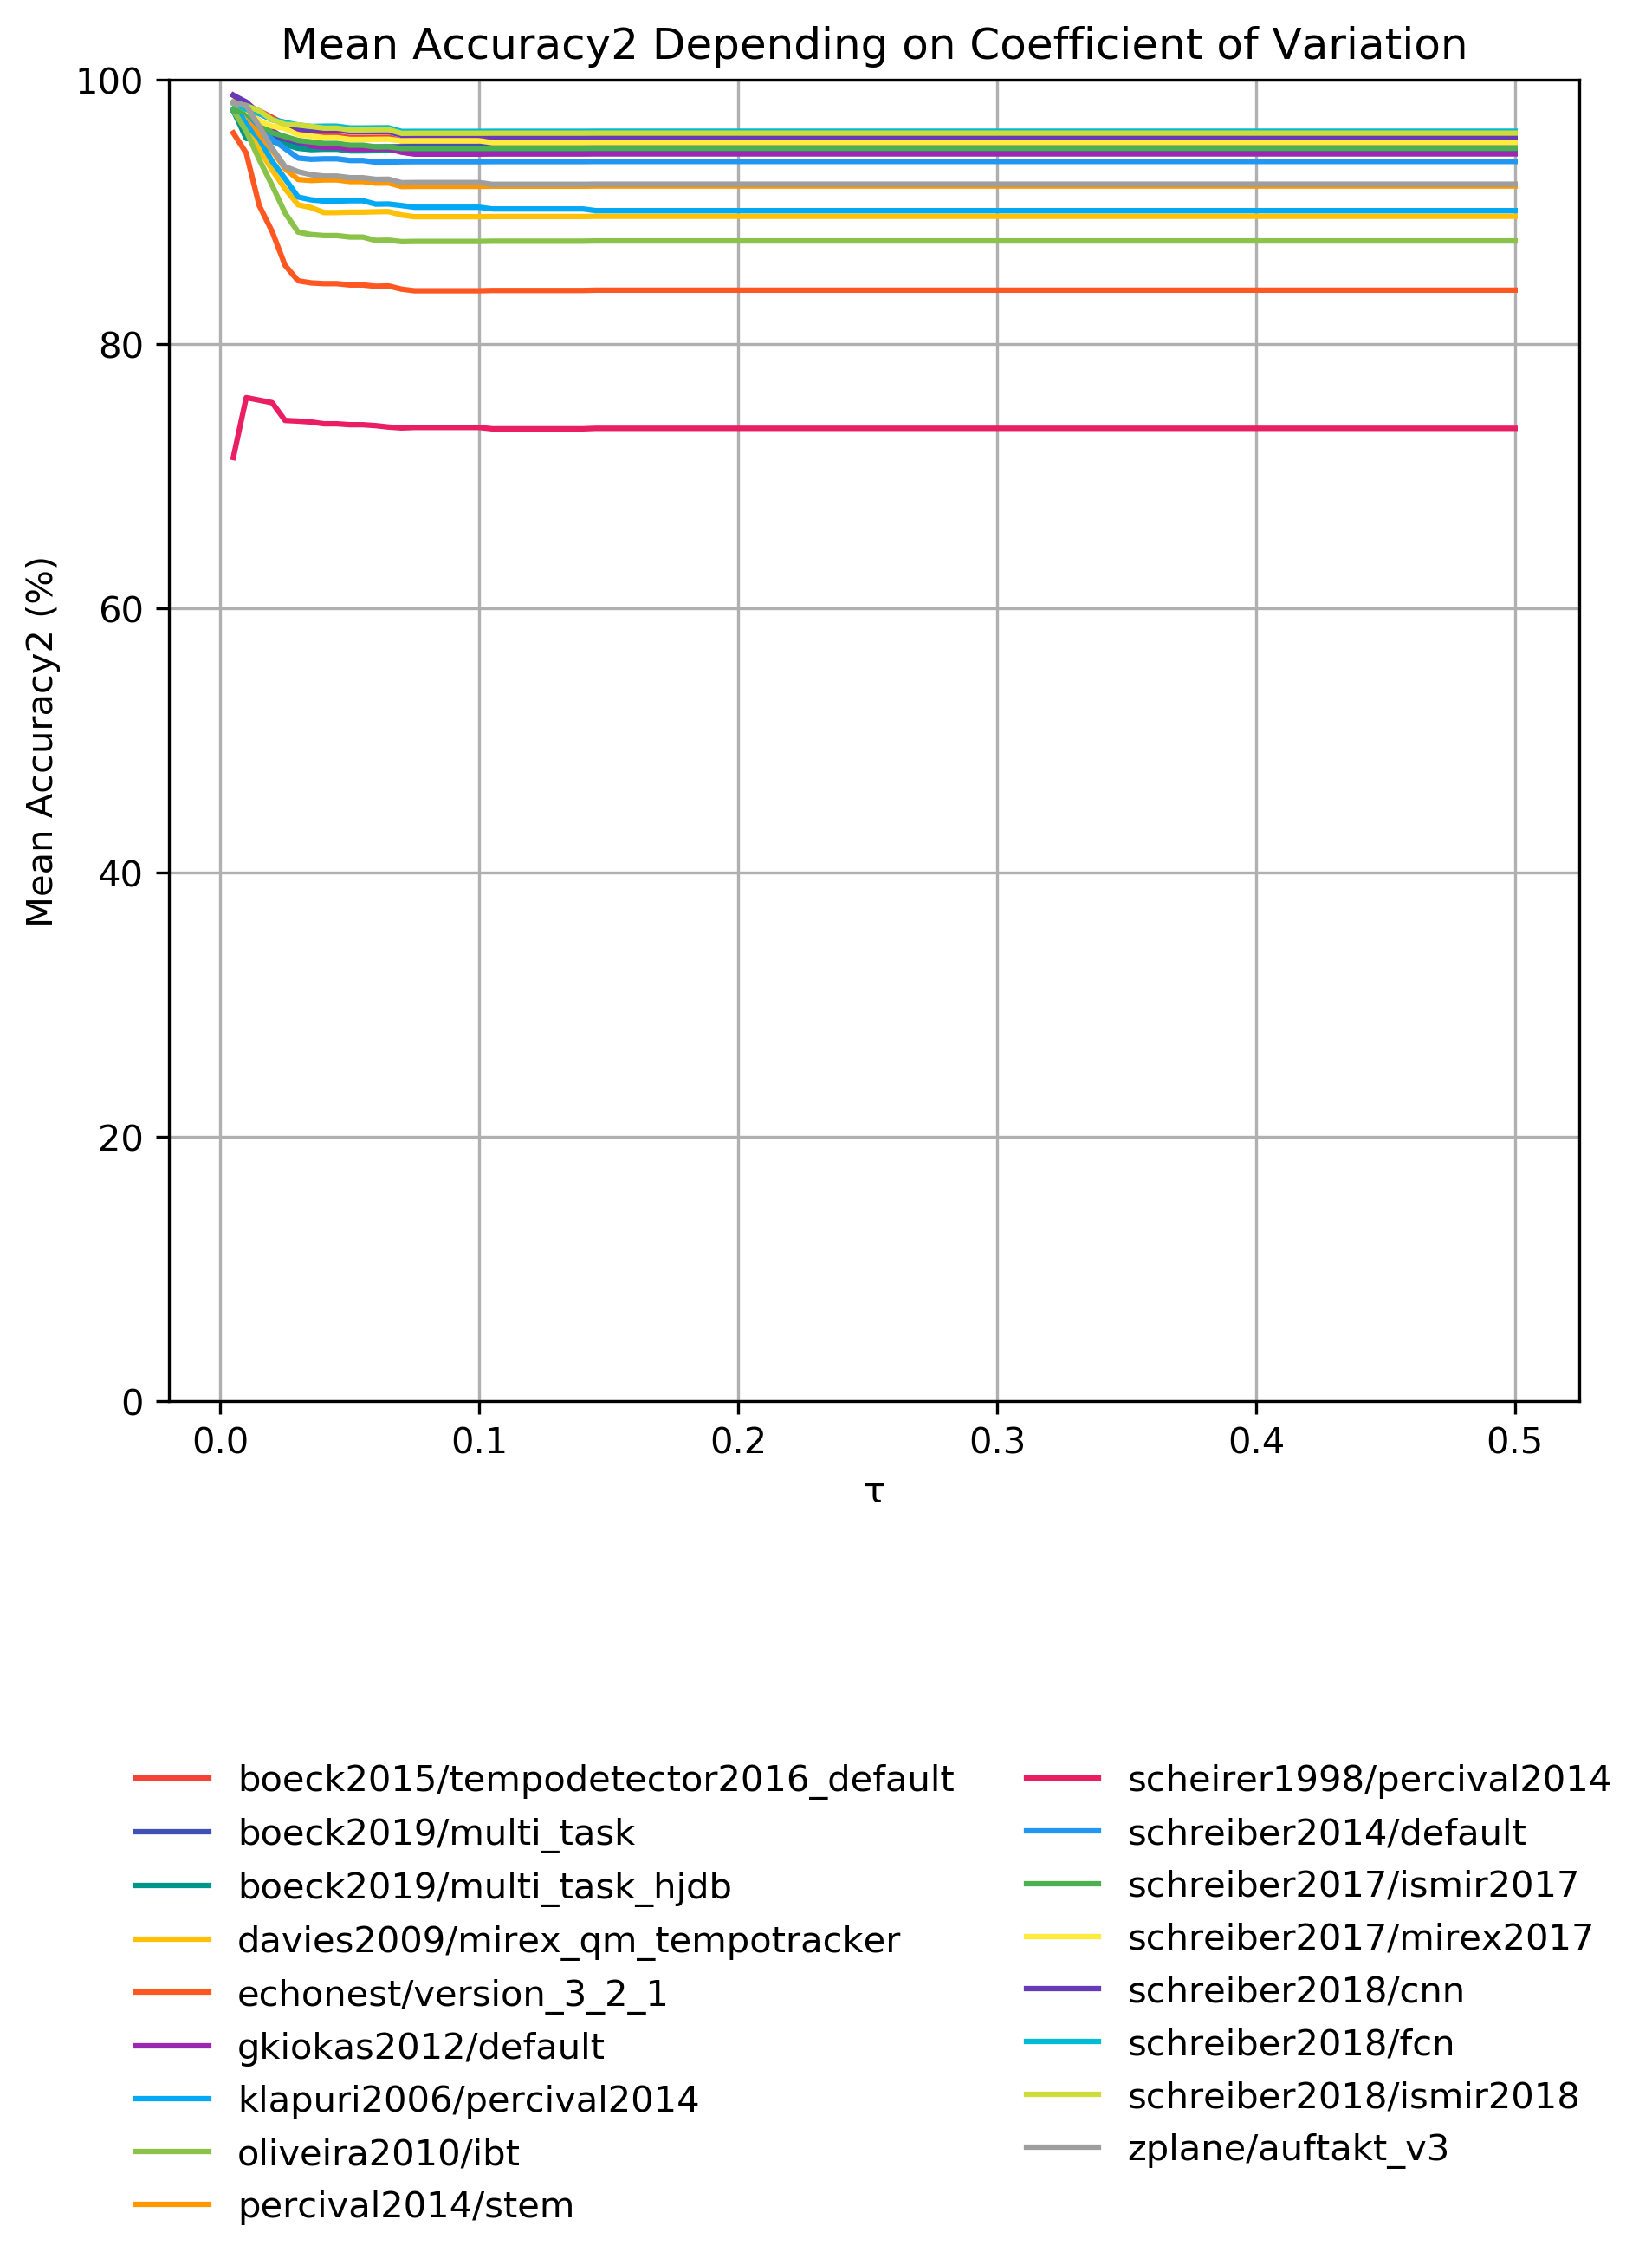 Mean Accuracy2 Depending on Coefficient of Variation
100
80
60
40
20
0
Mean Accuracy2 (%)
0.0 0.1 0.2 0.3 0.4 0.5
τ
boeck2015/tempodetector2016_default
boeck2019/multi_task
boeck2019/multi_task_hjdb
davies2009/mirex_qm_tempotracker
echonest/version_3_2_1
gkiokas2012/default
klapuri2006/percival2014
oliveira2010/ibt
percival2014/stem
scheirer1998/percival2014
schreiber2014/default
schreiber2017/ismir2017
schreiber2017/mirex2017
schreiber2018/cnn
schreiber2018/fcn
schreiber2018/ismir2018
zplane/auftakt_v3